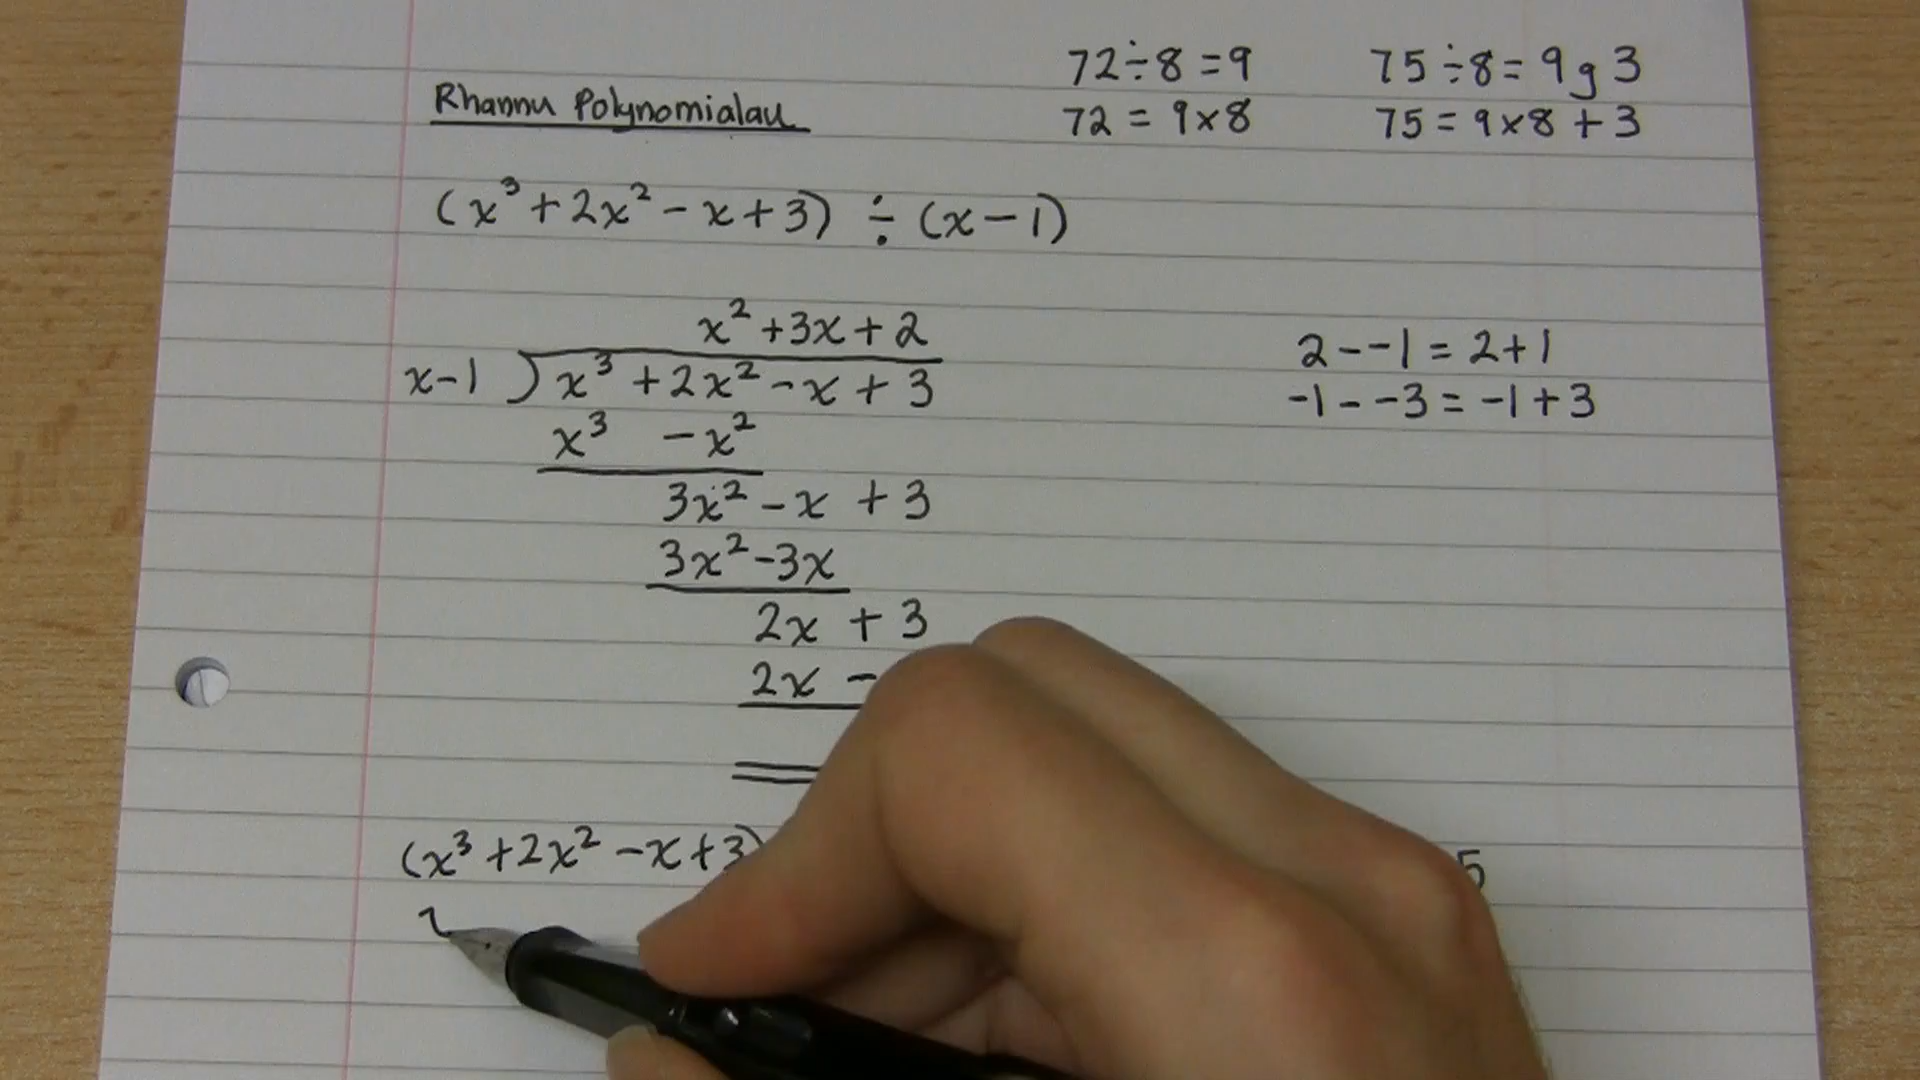 Rhannu Polynomialau
72÷8=9
72 = 9×8
75÷8=9 g 3
75=9×8+3
(x³+2x²-x+3) ÷ (x-1)
x²+3x+2
x-1 ) x³+2x²-x+3
x³ -x²
3x²-x +3
3x²-3x
2x + 3
2x -
2--1=2+1
-1--3=-1+3
(x³+2x²-x+3)
5